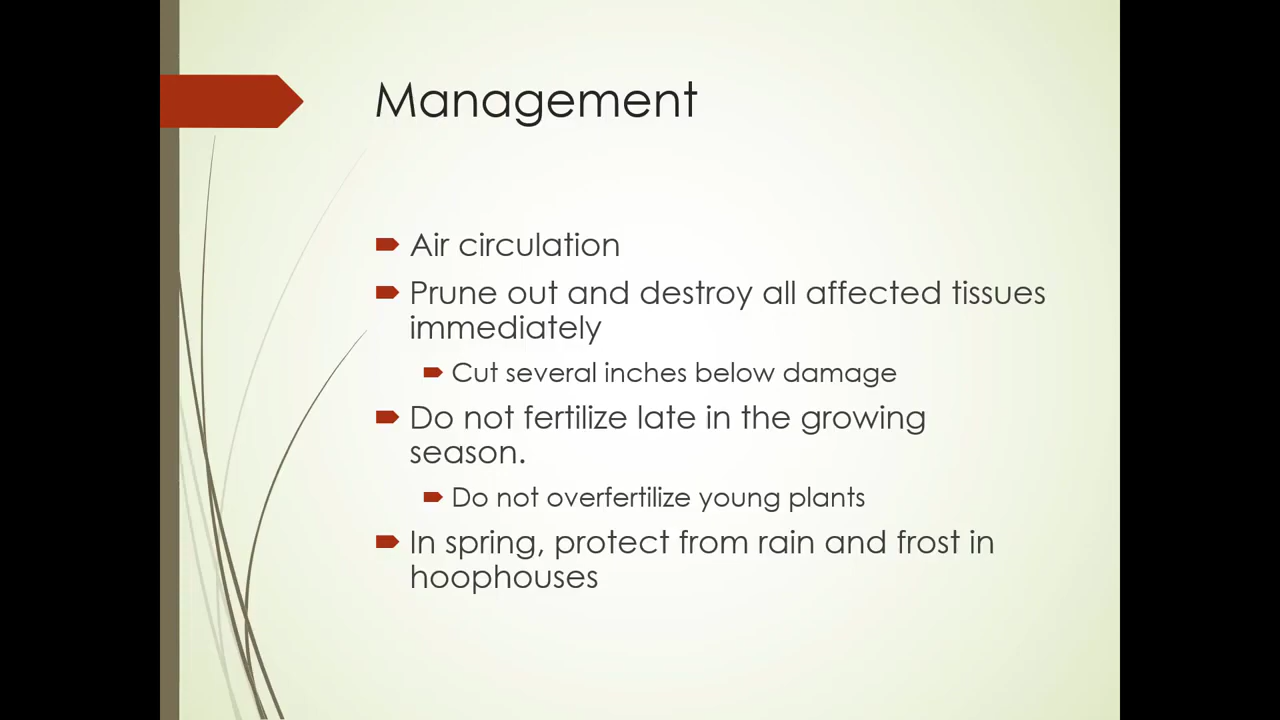 Management
Air circulation
Prune out and destroy all affected tissues
immediately
Cut several inches below damage
Do not fertilize late in the growing
season.
Do not overfertilize young plants
In spring, protect from rain and frost in
hoophouses